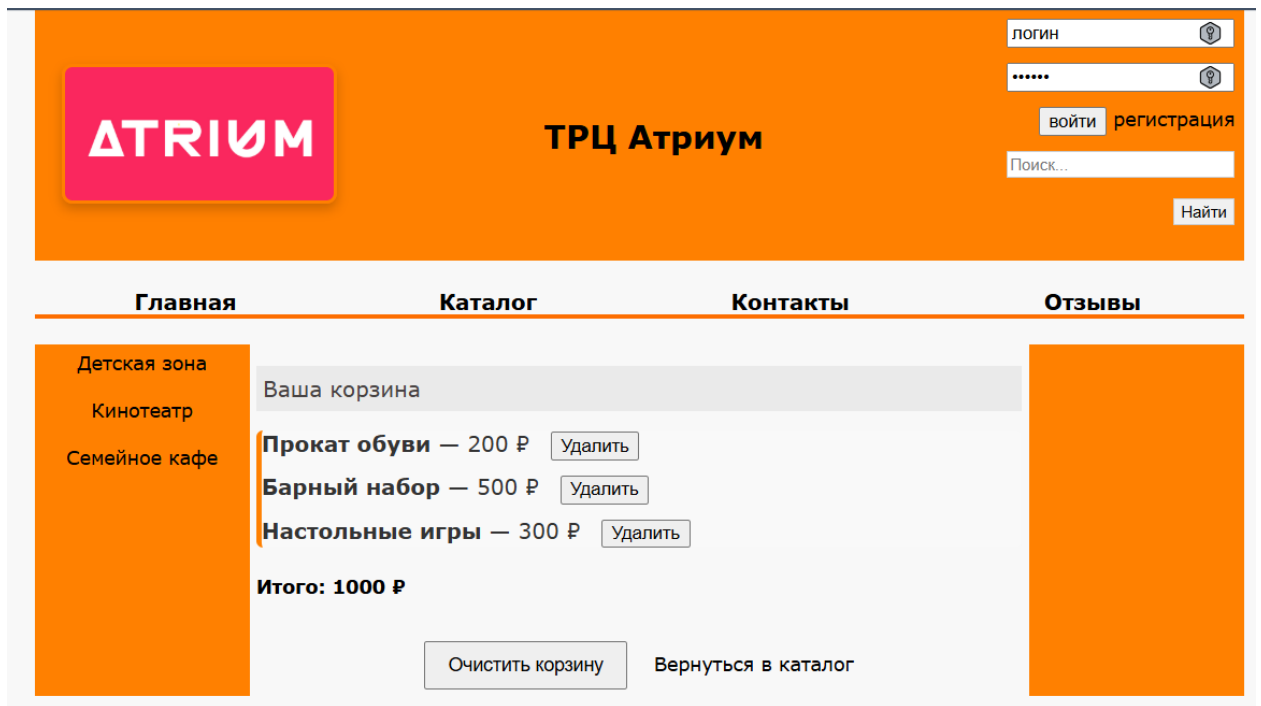 логин
••••••
войти регистрация
Поиск...
Найти
ATRIUM
ТРЦ Атриум
Главная Каталог Контакты Отзывы
Детская зона
Кинотеатр
Семейное кафе
Ваша корзина
Прокат обуви — 200 ₽ Удалить
Барный набор — 500 ₽ Удалить
Настольные игры — 300 ₽ Удалить
Итого: 1000 ₽
Очистить корзину Вернуться в каталог